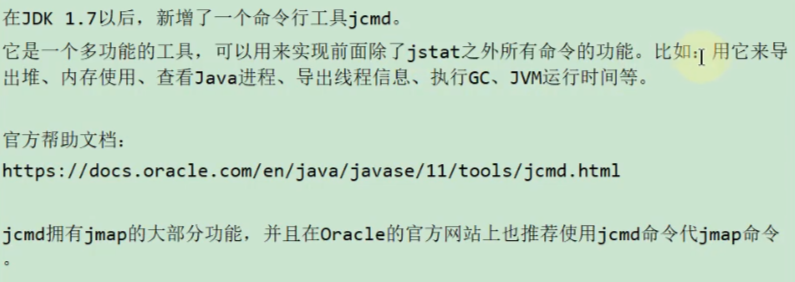 在JDK 1.7以后，新增了一个命令行工具jcmd。
它是一个多功能的工具，可以用来实现前面除了jstat之外所有命令的功能。比如：用它来导
出堆、内存使用、查看Java进程、导出线程信息、执行GC、JVM运行时间等。
官方帮助文档：
https://docs.oracle.com/en/java/javase/11/tools/jcmd.html
jcmd拥有jmap的大部分功能，并且在Oracle的官方网站上也推荐使用jcmd命令代jmap命令
。